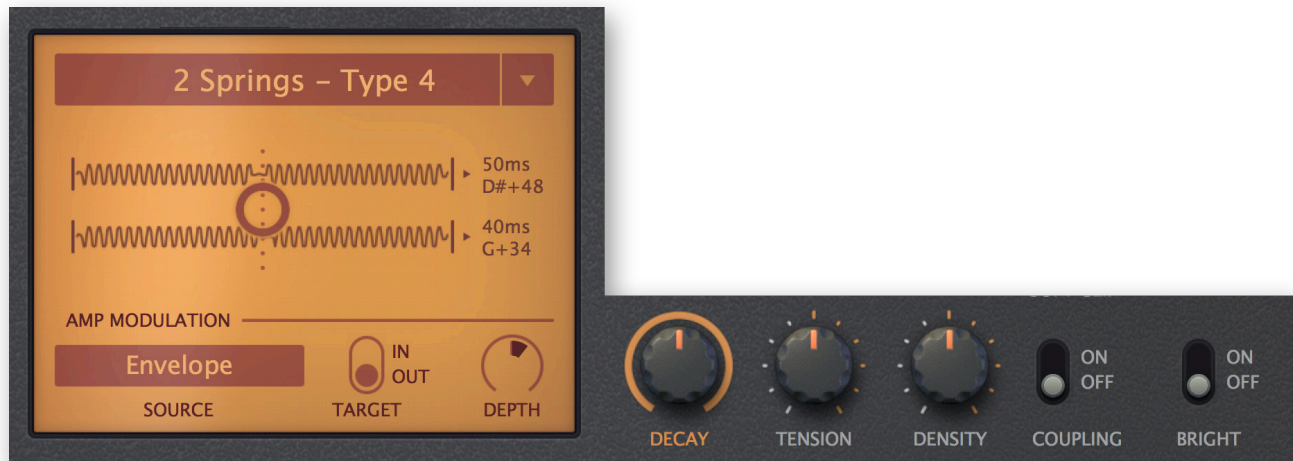 2 Springs – Type 4
50ms
D#+48
40ms
G+34
AMP MODULATION
Envelope
IN
OUT
SOURCE
TARGET
DEPTH
ON
OFF
ON
OFF
DECAY
TENSION
DENSITY
COUPLING
BRIGHT